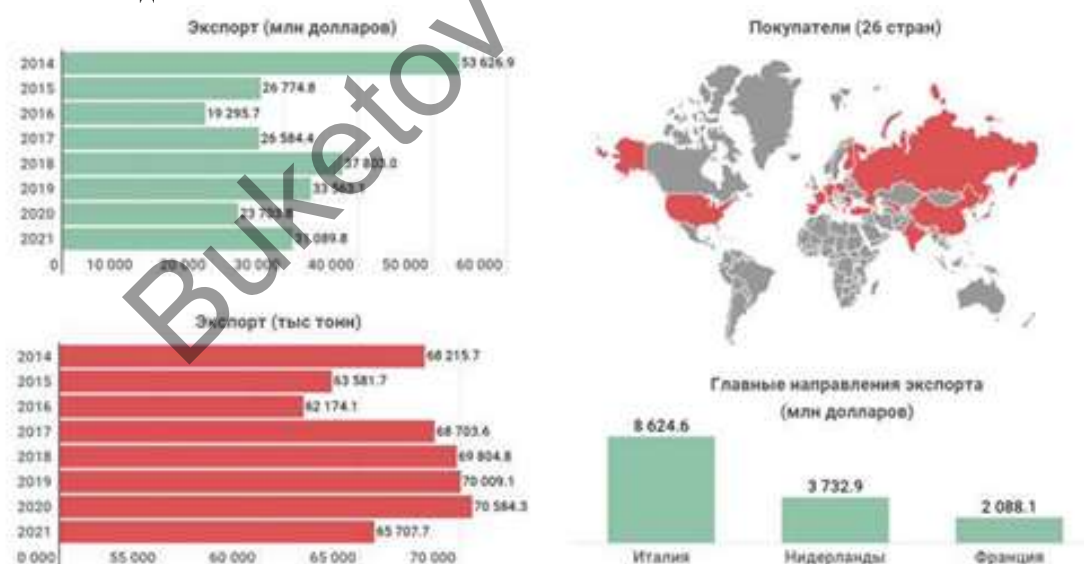 Экспорт (млн долларов)
2014 53 626.9
2015 26 774.8
2016 19 295.7
2017 26 584.4
2018 37 803.0
2019
2020
2021
0 10 000 20 000 30 000 40 000 50 000 60 000
Экспорт (тыс тонн)
2014 68 215.7
2015 63 581.7
2016 62 174.1
2017 68 703.6
2018 69 804.8
2019 70 009.1
2020 70 584.3
2021 65 707.7
0 000 55 000 60 000 65 000 70 000
Покупатели (26 стран)
Главные направления экспорта
(млн долларов)
8 624.6
3 732.9
2 088.1
Италия Нидерланды Франция
Buketov